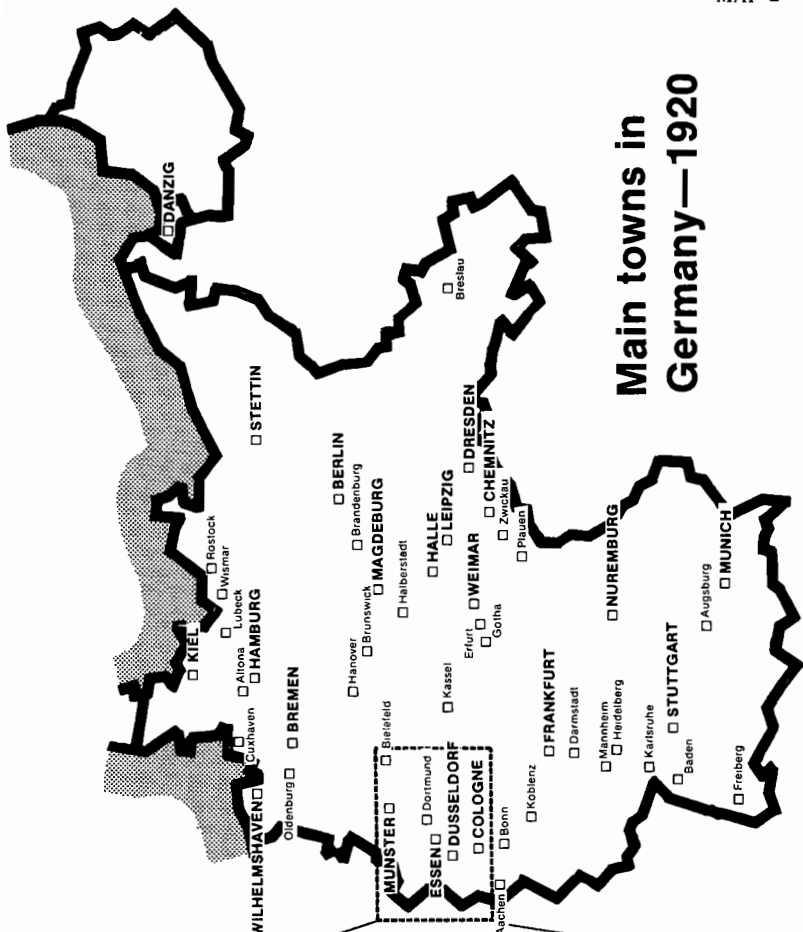 Main towns in
Germany—1920
DANZIG
STETTIN
Breslau
BERLIN
Brandenburg
MAGDEBURG
Halberstadt
HALLE
LEIPZIG
DRESDEN
CHEMNITZ
Zwickau
Plauen
WEIMAR
Erfurt
Gotha
Rostock
Wismar
Lubeck
KIEL
Altona
HAMBURG
Cuxhaven
BREMEN
WILHELMSHAVEN
Oldenburg
Hanover
Brunswick
Bielefeld
Kassel
MUNSTER
Dortmund
ESSEN
DUSSELDORF
COLOGNE
Bonn
Aachen
Koblenz
FRANKFURT
Darmstadt
Mannheim
Heidelberg
Karlsruhe
Baden
STUTTGART
NUREMBURG
Augsburg
MUNICH
Freiberg